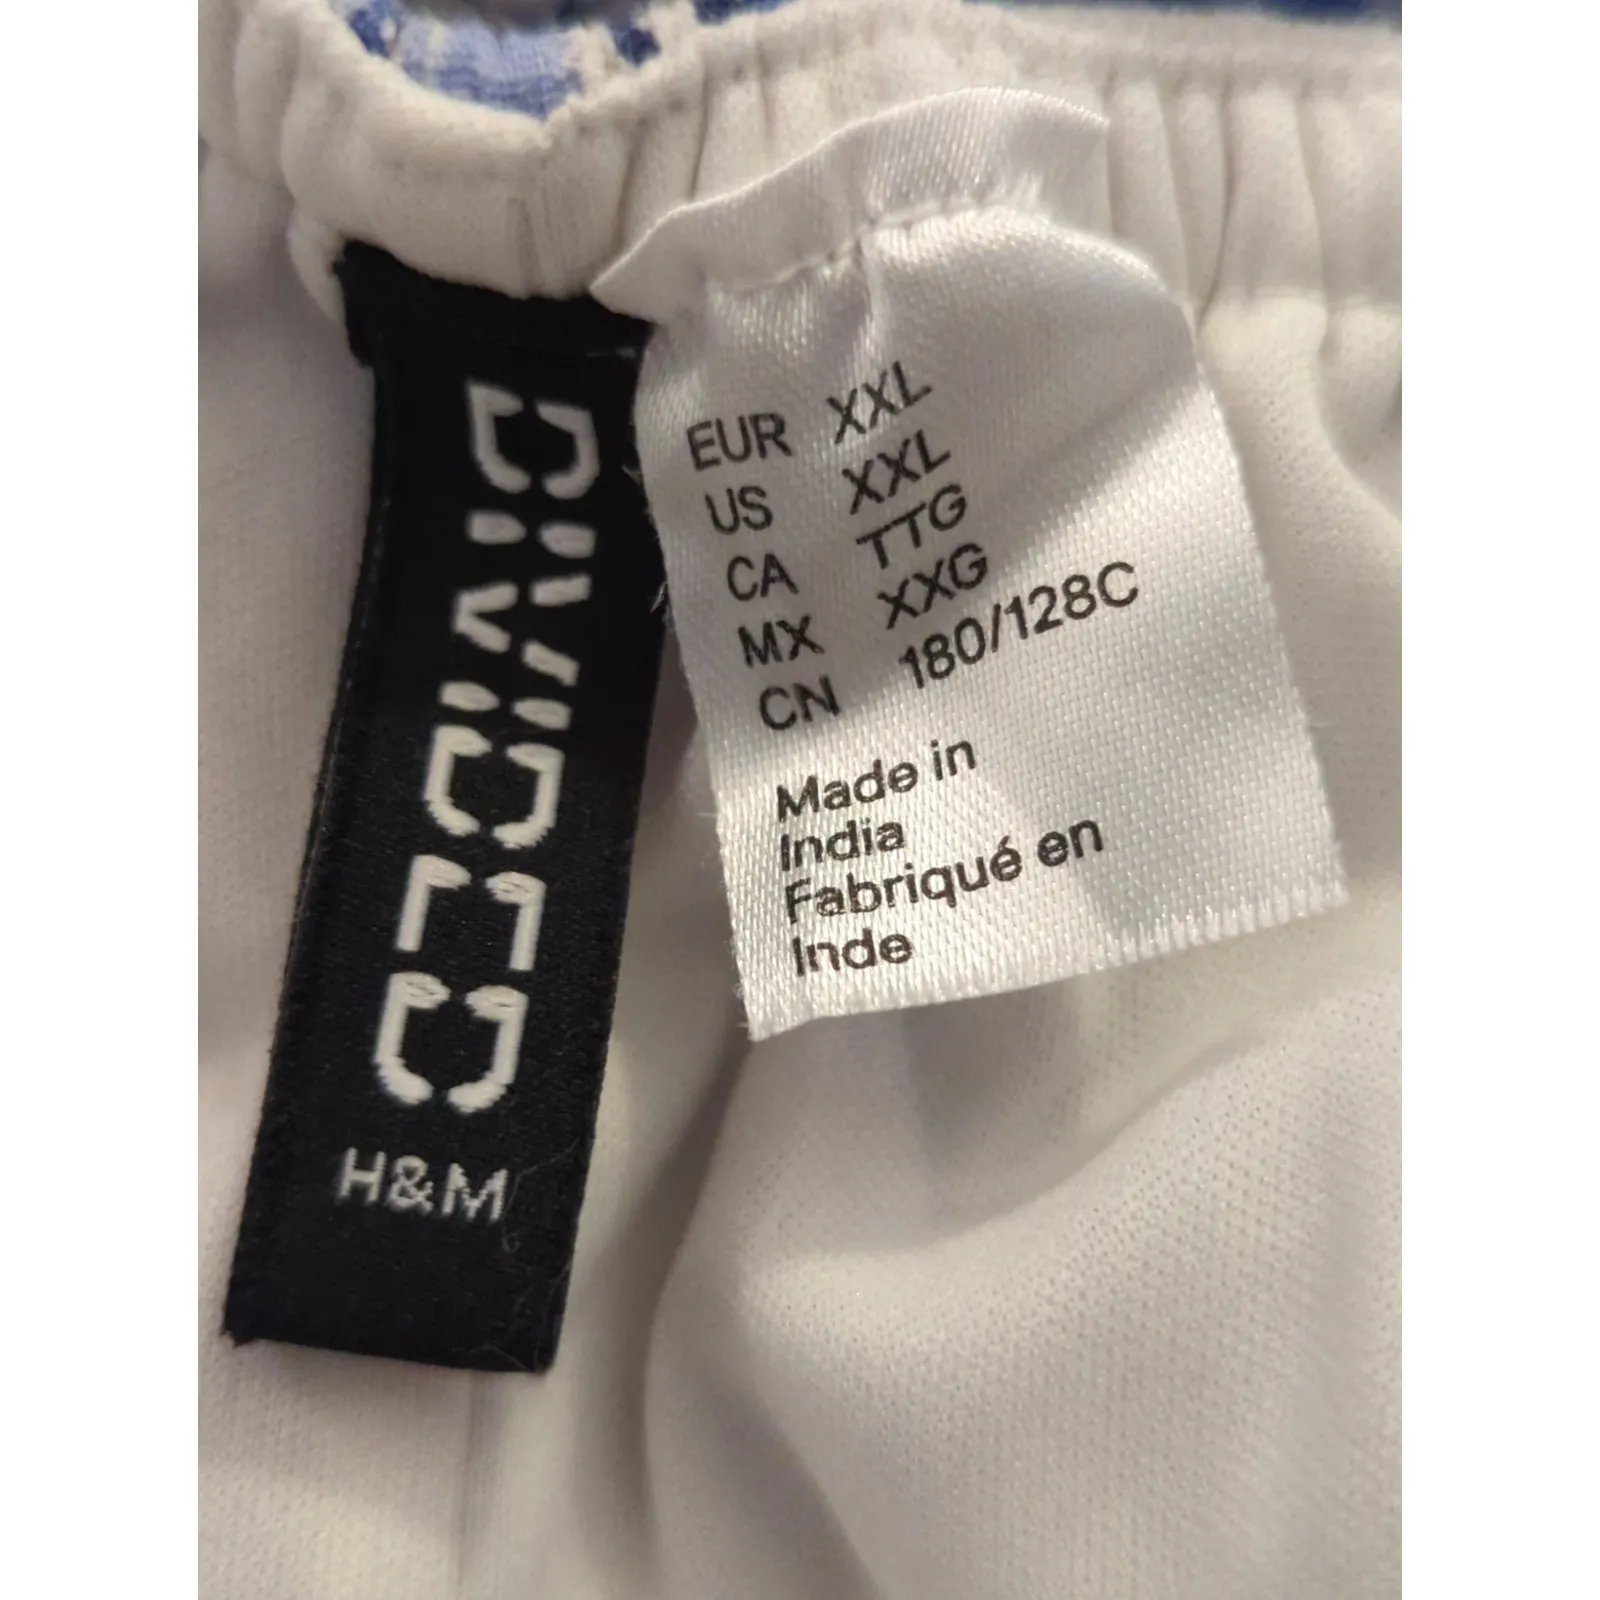 DIVIDED
H&M
EUR XXL
US XXL
CA TTG
MX XXG
CN 180/128C
Made in
India
Fabriqué en
Inde